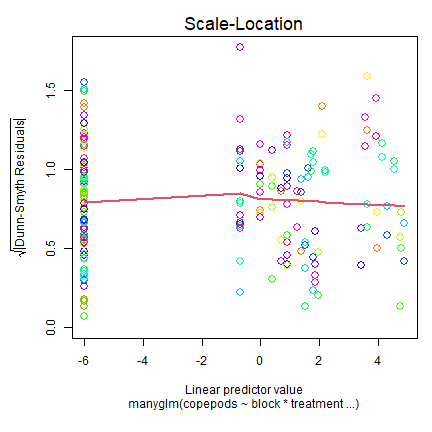 Scale-Location
√|Dunn-Smyth Residuals|
1.5
1.0
0.5
0.0
-6
-4
-2
0
2
4
Linear predictor value
manyglm(copepods ~ block * treatment ...)